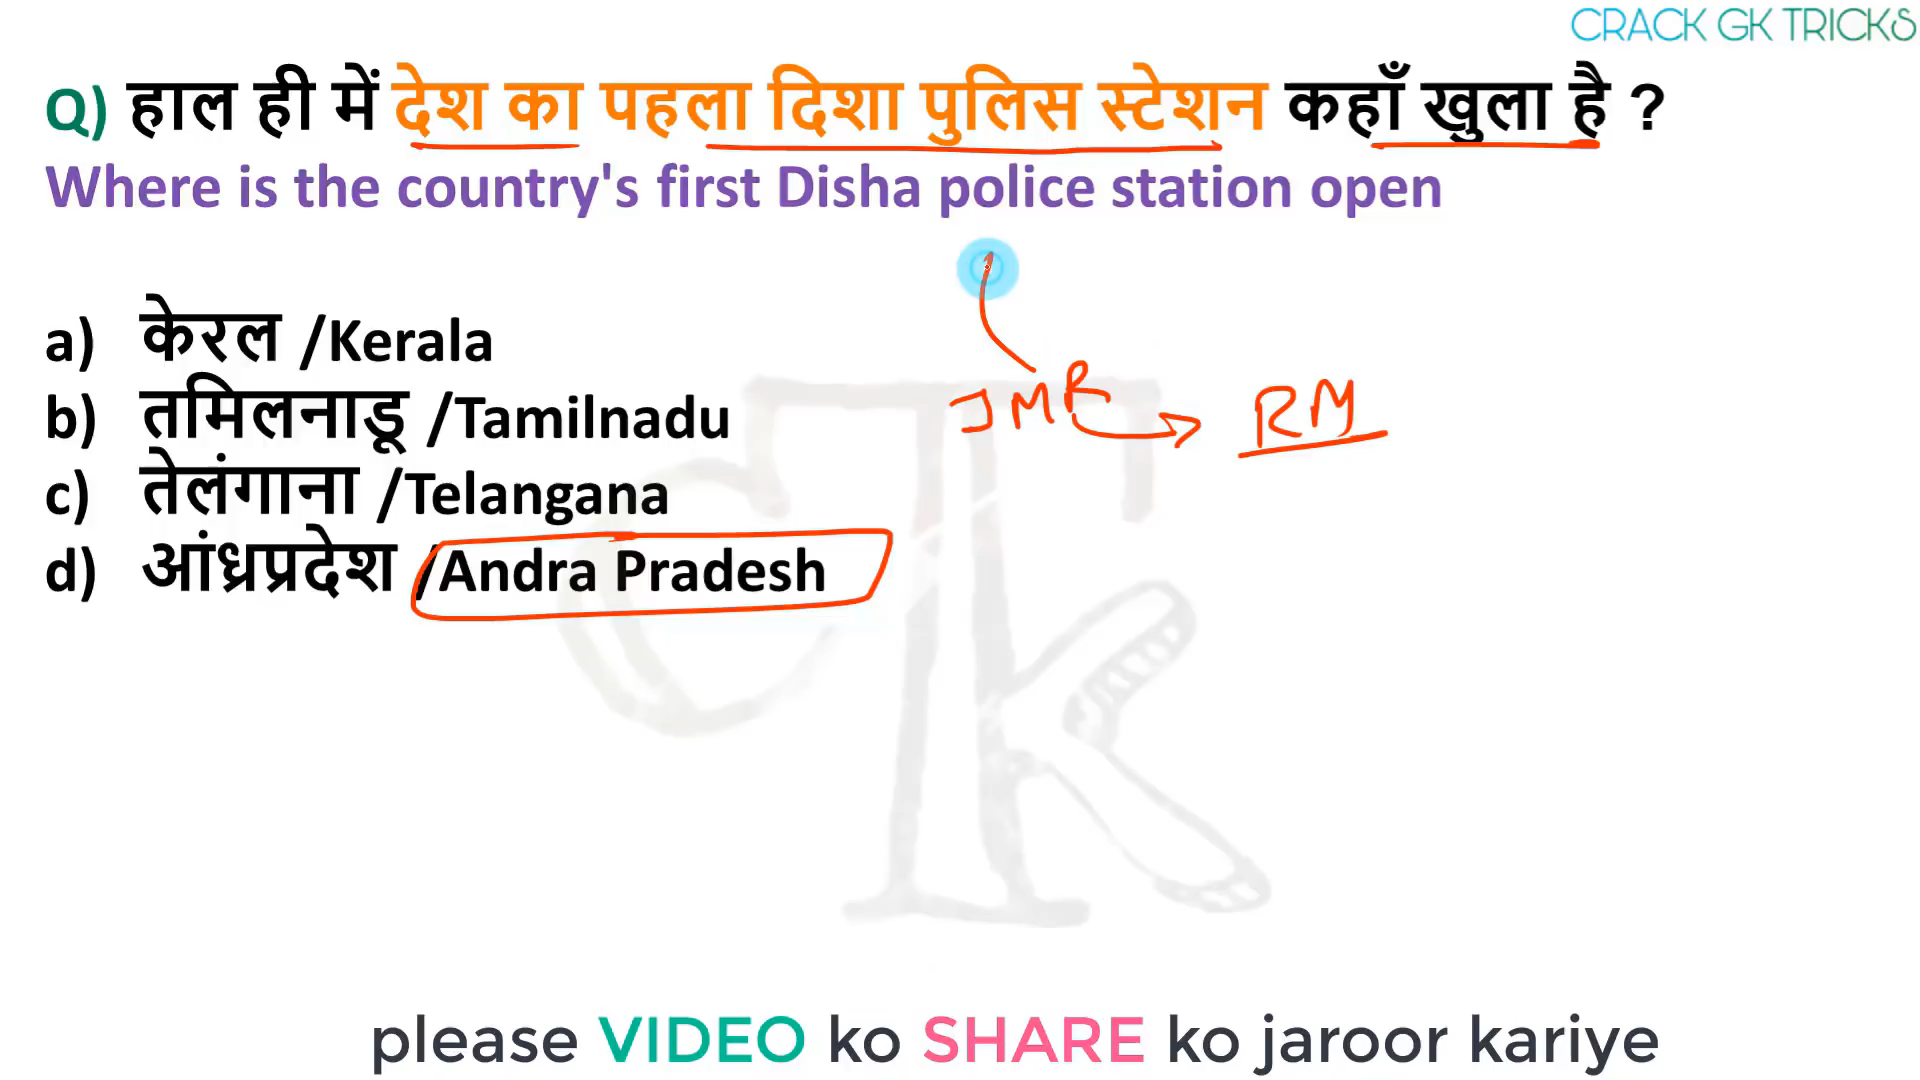 CRACK GK TRICKS
Q) हाल ही में देश का पहला दिशा पुलिस स्टेशन कहाँ खुला है ?
Where is the country's first Disha police station open
a) केरल /Kerala
b) तमिलनाडू /Tamilnadu
c) तेलंगाना /Telangana
d) आंध्रप्रदेश /Andra Pradesh
JMR RM
please VIDEO ko SHARE ko jaroor kariye